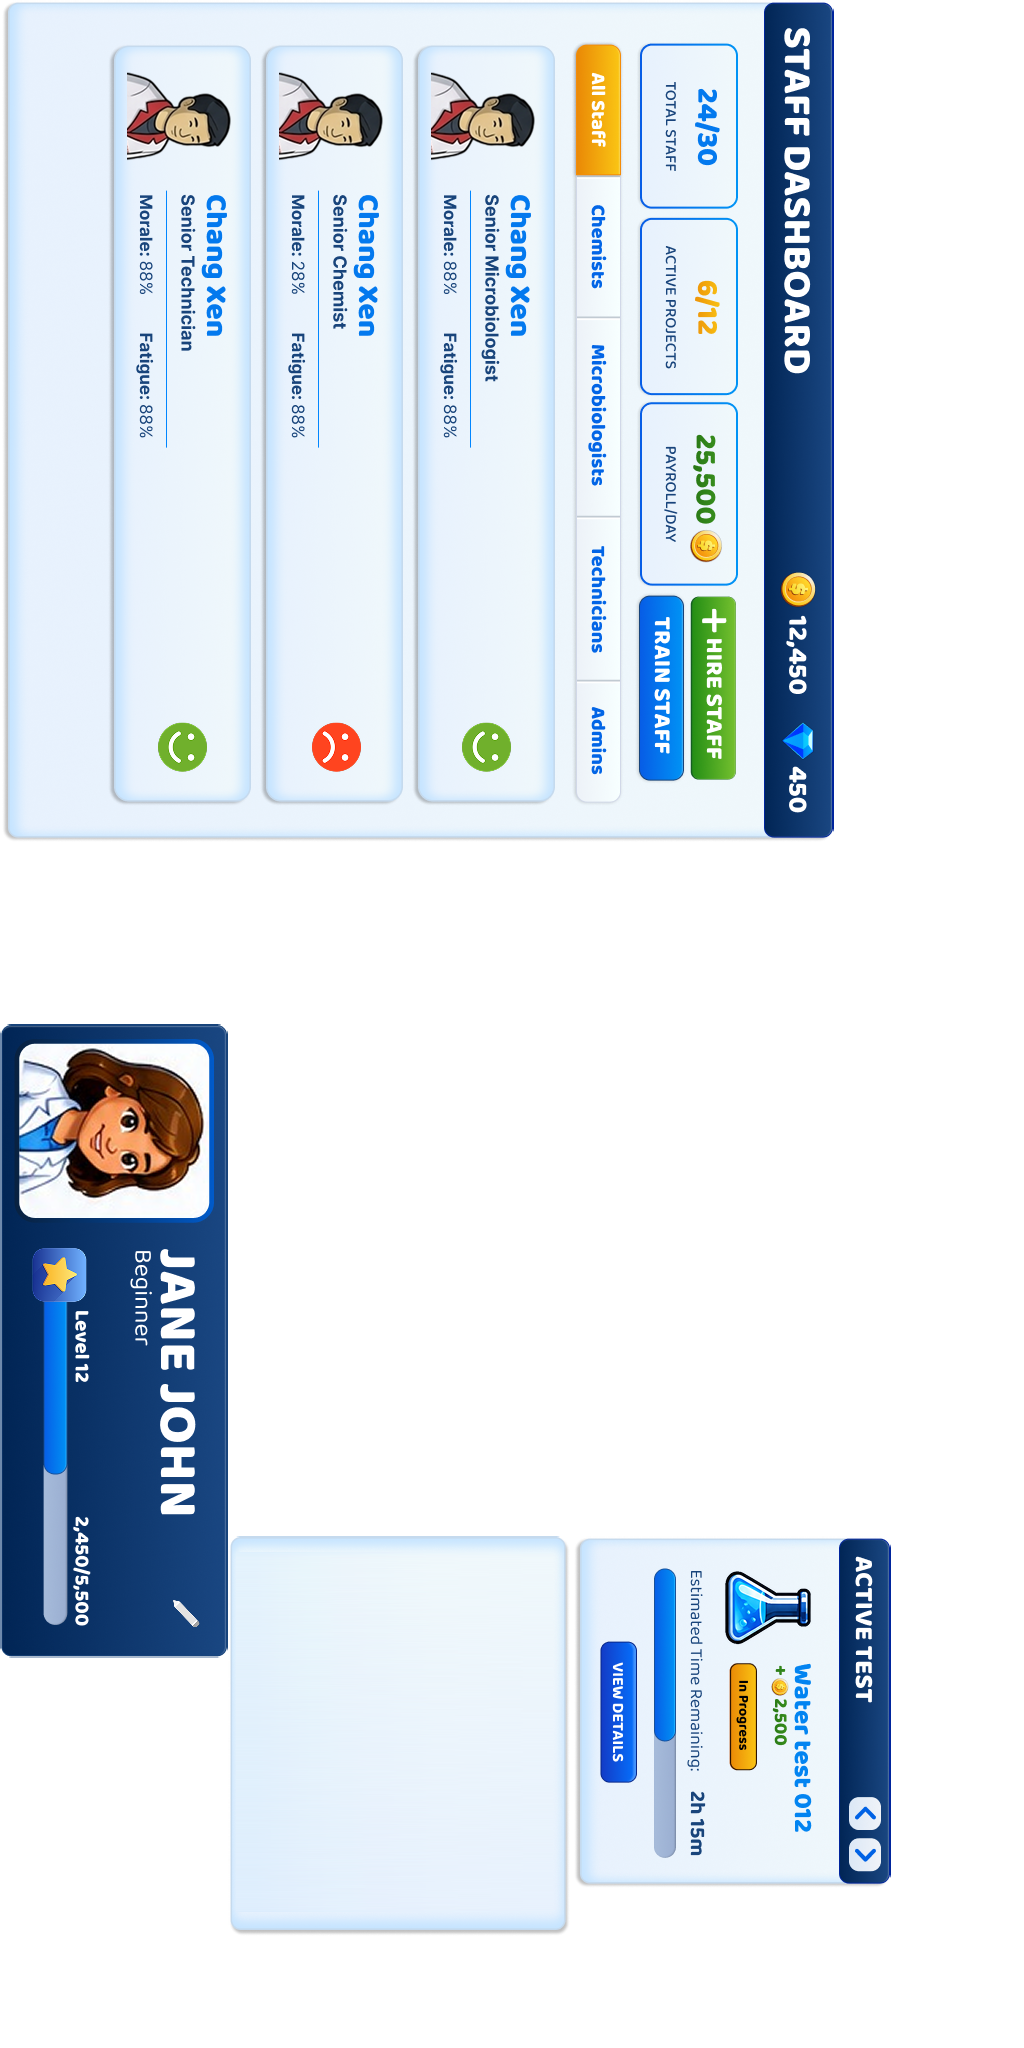 STAFF DASHBOARD
12,450
450
24/30
TOTAL STAFF
6/12
ACTIVE PROJECTS
25,500
PAYROLL/DAY
HIRE STAFF
TRAIN STAFF
All Staff
Chemists
Microbiologists
Technicians
Admins
Chang Xen
Senior Microbiologist
Morale: 88% Fatigue: 88%
Chang Xen
Senior Chemist
Morale: 28% Fatigue: 88%
Chang Xen
Senior Technician
Morale: 88% Fatigue: 88%
JANE JOHN
Beginner
Level 12 2,450/5,500
ACTIVE TEST
Water test 012
+ 2,500
In Progress
Estimated Time Remaining: 2h 15m
VIEW DETAILS